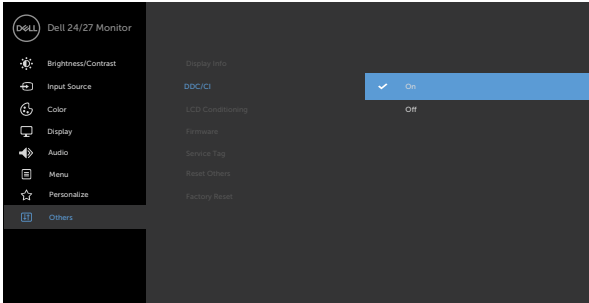 DELL
Dell 24/27 Monitor
Brightness/Contrast
Input Source
Color
Display
Audio
Menu
Personalize
Others
Display Info
DDC/CI
LCD Conditioning
Firmware
Service Tag
Reset Others
Factory Reset
On
Off